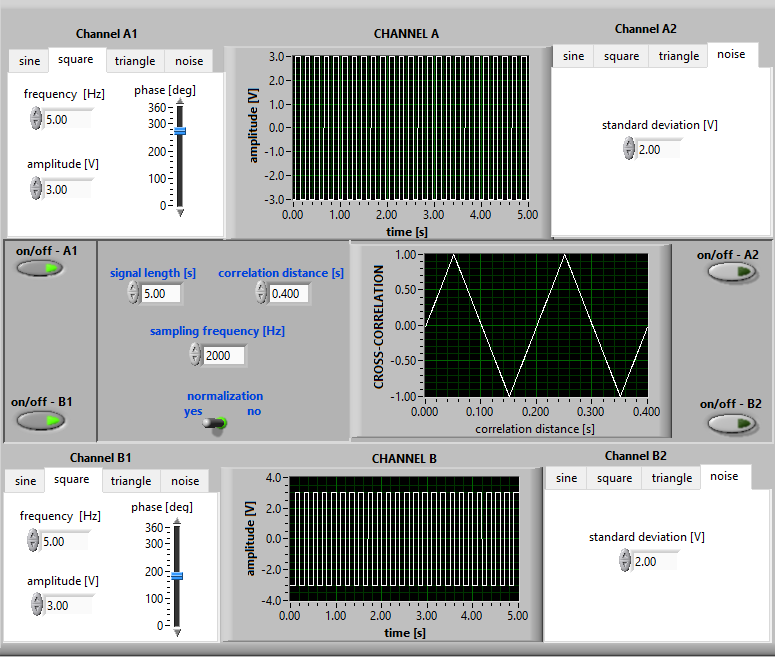 Channel A1
sine square triangle noise
frequency [Hz]
5.00
amplitude [V]
3.00
phase [deg]
360
300
200
100
0
CHANNEL A
amplitude [V]
3.0
2.0
1.0
0.0
-1.0
-2.0
-3.0
0.00 1.00 2.00 3.00 4.00 5.00
time [s]
Channel A2
sine square triangle noise
standard deviation [V]
2.00
on/off - A1
signal length [s]
5.00
correlation distance [s]
0.400
sampling frequency [Hz]
2000
normalization
yes no
on/off - B1
CROSS-CORRELATION
1.00
0.50
0.00
-0.50
-1.00
0.000 0.100 0.200 0.300 0.400
correlation distance [s]
on/off - A2
on/off - B2
Channel B1
sine square triangle noise
frequency [Hz]
5.00
amplitude [V]
3.00
phase [deg]
360
300
200
100
0
CHANNEL B
amplitude [V]
4.0
2.0
0.0
-2.0
-4.0
0.00 1.00 2.00 3.00 4.00 5.00
time [s]
Channel B2
sine square triangle noise
standard deviation [V]
2.00